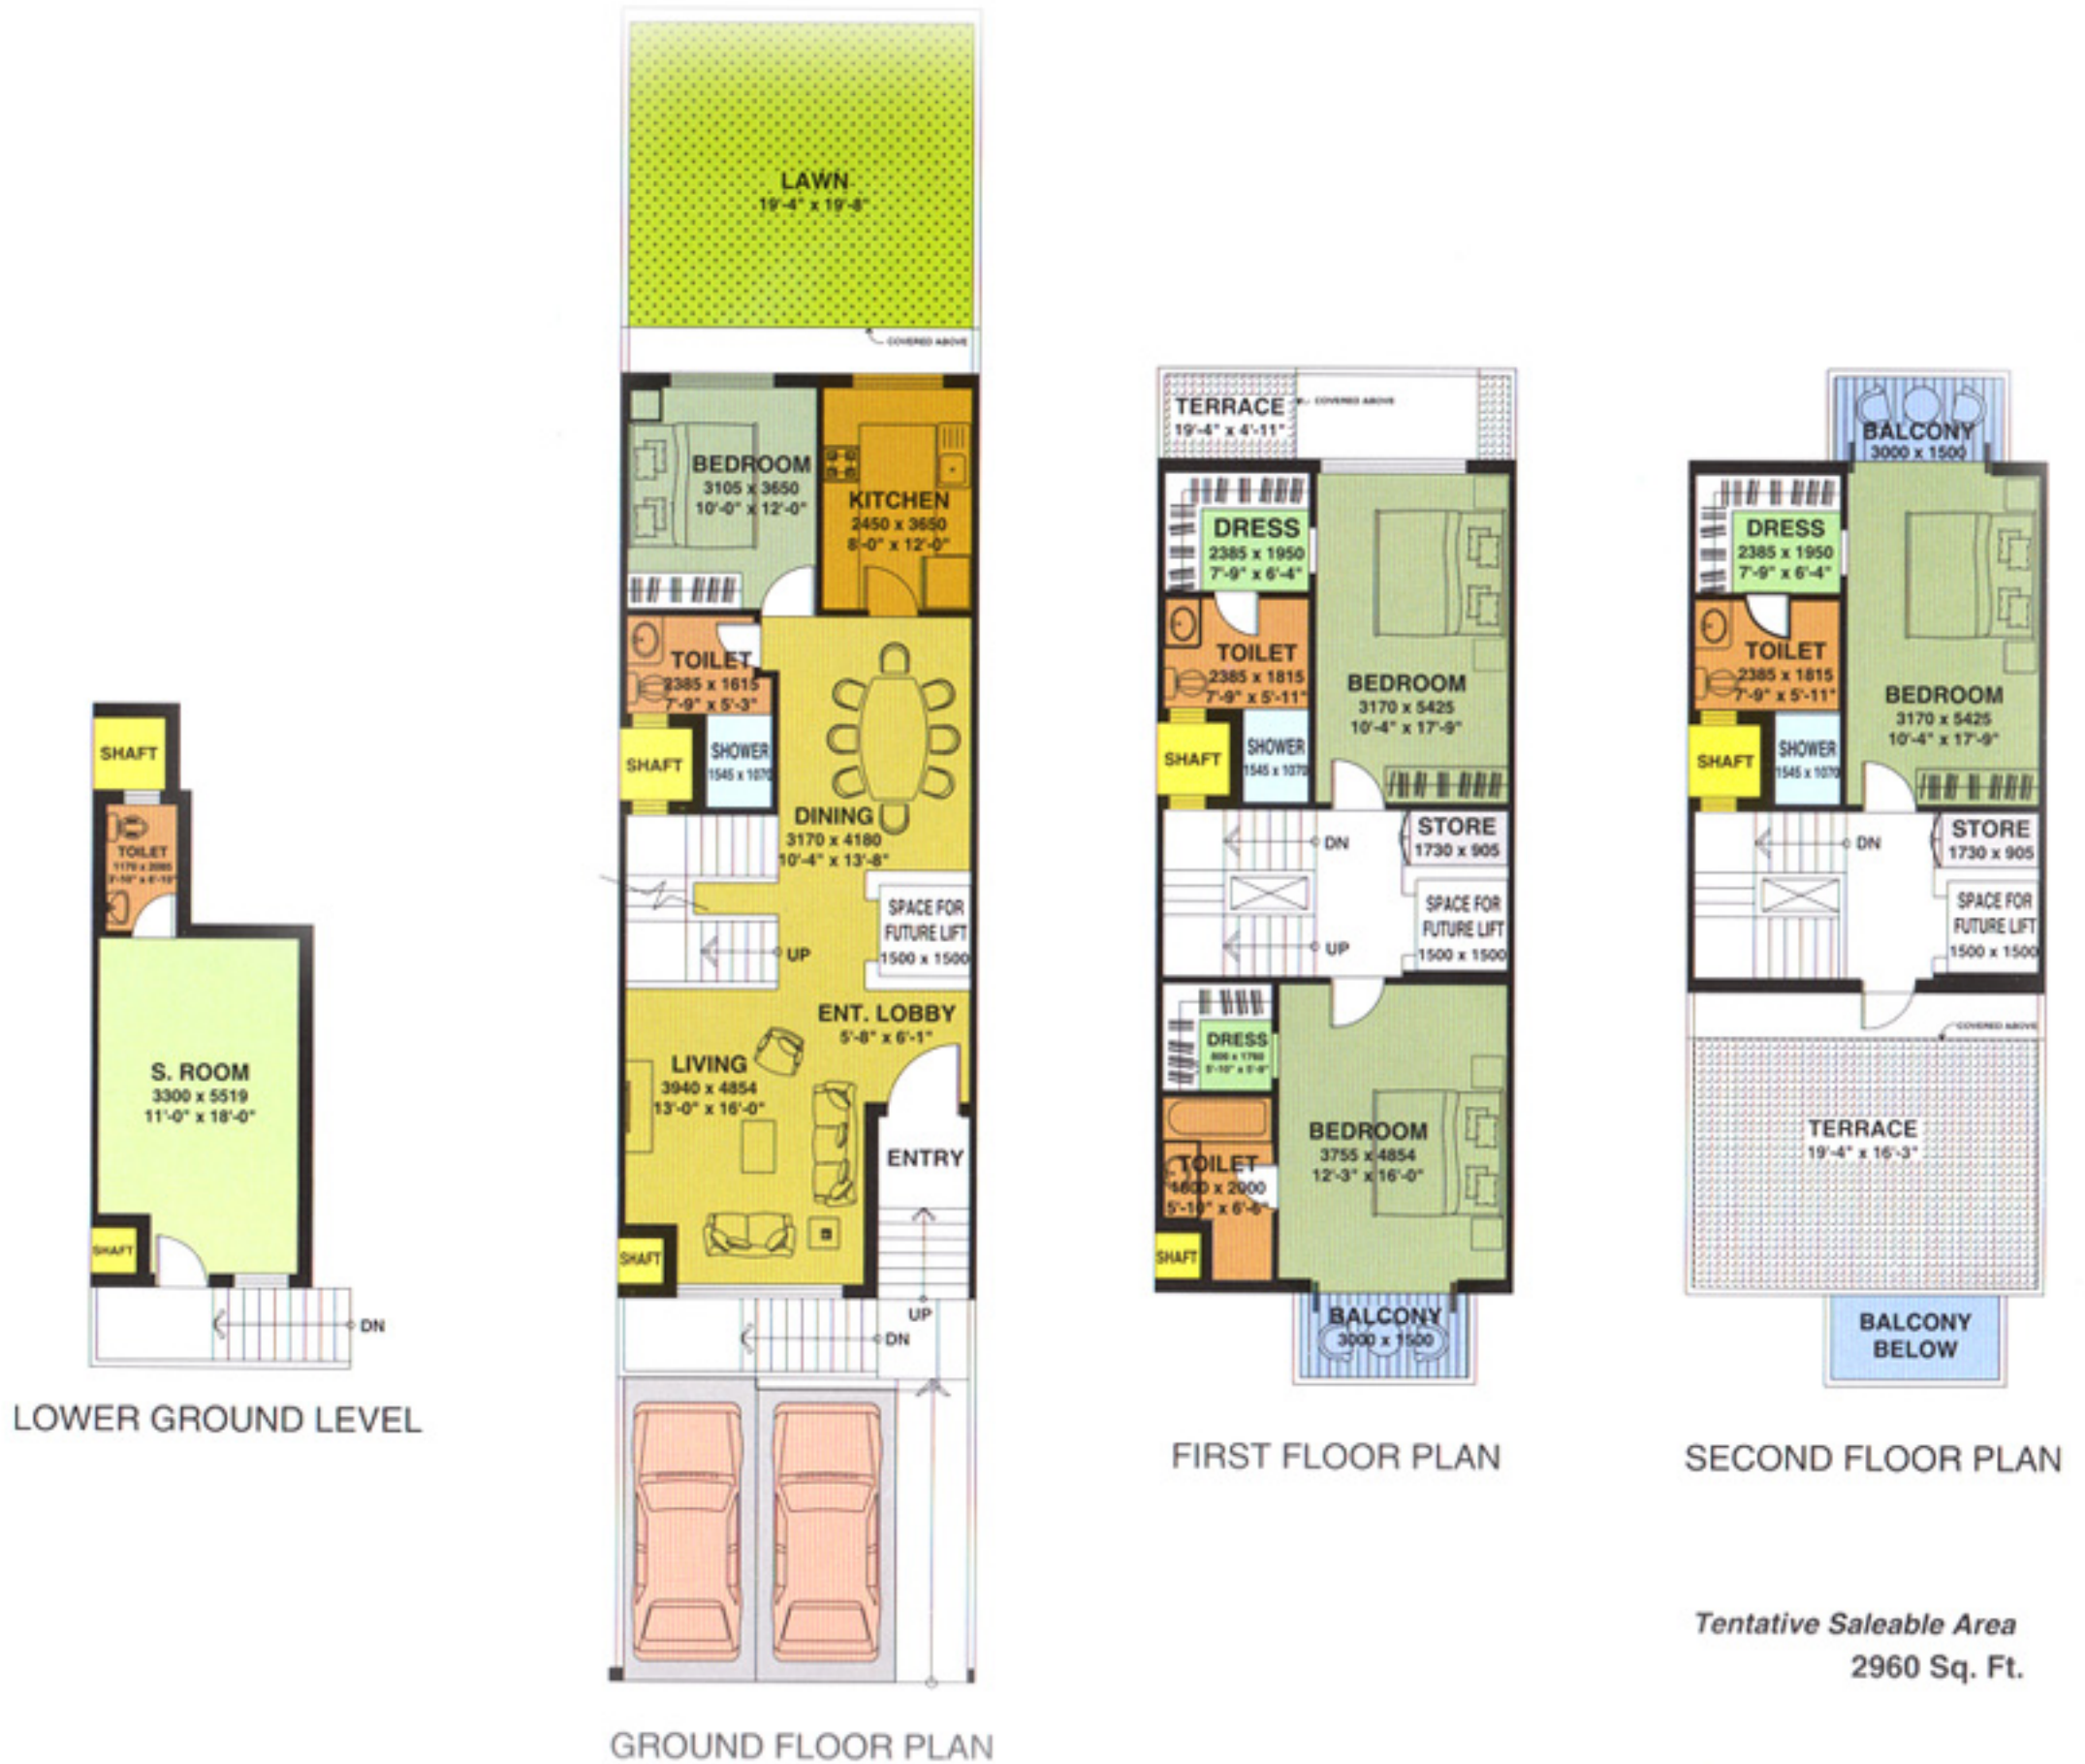 SHAFT
TOILET
S. ROOM
3300 x 5519
11'-0" x 18'-0"
SHAFT
DN
LOWER GROUND LEVEL
LAWN
19'-4" x 19'-8"
COVERED ABOVE
BEDROOM
3105 x 3650
10'-0" x 12'-0"
KITCHEN
2450 x 3650
8'-0" x 12'-0"
TOILET
2385 x 1615
7'-9" x 5'-3"
SHAFT
SHOWER
1545 x 1070
DINING
3170 x 4180
10'-4" x 13'-8"
SPACE FOR
FUTURE LIFT
1500 x 1500
UP
ENT. LOBBY
5'-8" x 6'-1"
LIVING
3940 x 4854
13'-0" x 16'-0"
ENTRY
SHAFT
UP
DN
GROUND FLOOR PLAN
TERRACE
19'-4" x 4'-11"
COVERED ABOVE
DRESS
2385 x 1950
7'-9" x 6'-4"
TOILET
2385 x 1815
7'-9" x 5'-11"
BEDROOM
3170 x 5425
10'-4" x 17'-9"
SHAFT
SHOWER
1545 x 1070
DN
STORE
1730 x 905
SPACE FOR
FUTURE LIFT
1500 x 1500
UP
DRESS
BEDROOM
3755 x 4854
12'-3" x 16'-0"
TOILET
1800 x 2000
5'-10" x 6'-6"
SHAFT
BALCONY
3000 x 1500
FIRST FLOOR PLAN
BALCONY
3000 x 1500
DRESS
2385 x 1950
7'-9" x 6'-4"
TOILET
2385 x 1815
7'-9" x 5'-11"
BEDROOM
3170 x 5425
10'-4" x 17'-9"
SHAFT
SHOWER
1545 x 1070
DN
STORE
1730 x 905
SPACE FOR
FUTURE LIFT
1500 x 1500
COVERED ABOVE
TERRACE
19'-4" x 16'-3"
BALCONY
BELOW
SECOND FLOOR PLAN
Tentative Saleable Area
2960 Sq. Ft.